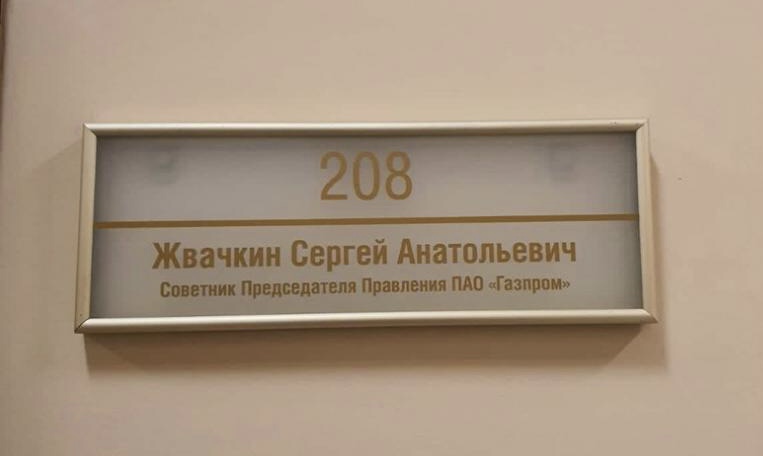 208
Жвачкин Сергей Анатольевич
Советник Председателя Правления ПАО «Газпром»